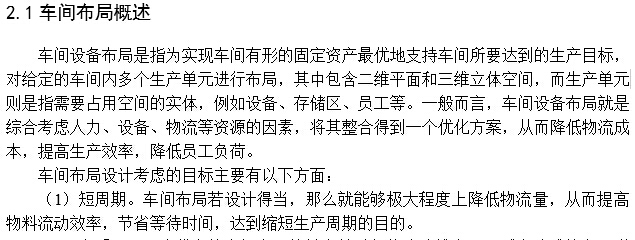 2.1 车间布局概述
车间设备布局是指为实现车间有形的固定资产最优地支持车间所要达到的生产目标，
对给定的车间内多个生产单元进行布局，其中包含二维平面和三维立体空间，而生产单元
则是指需要占用空间的实体，例如设备、存储区、员工等。一般而言，车间设备布局就是
综合考虑人力、设备、物流等资源的因素，将其整合得到一个优化方案，从而降低物流成
本，提高生产效率，降低员工负荷。
车间布局设计考虑的目标主要有以下方面：
（1）短周期。车间布局若设计得当，那么就能够极大程度上降低物流量，从而提高
物料流动效率，节省等待时间，达到缩短生产周期的目的。